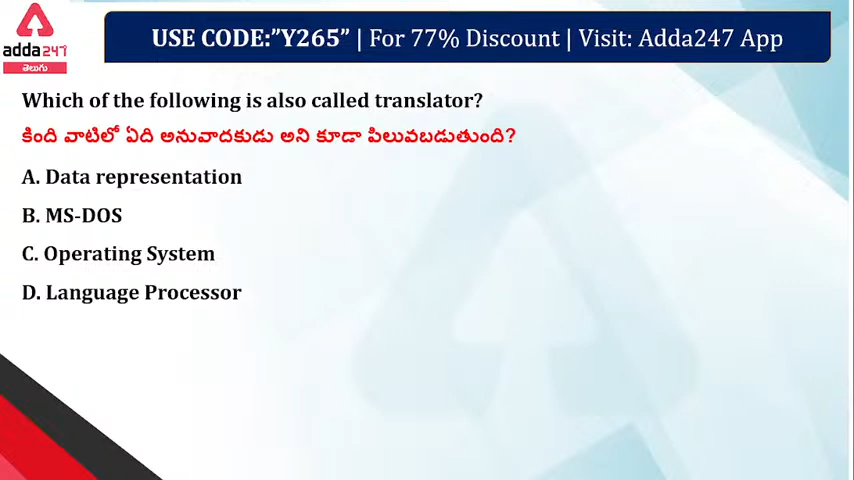 adda247
తెలుగు
USE CODE:”Y265” | For 77% Discount | Visit: Adda247 App
Which of the following is also called translator?
కింది వాటిలో ఏది అనువాదకుడు అని కూడా పిలువబడుతుంది?
A. Data representation
B. MS-DOS
C. Operating System
D. Language Processor